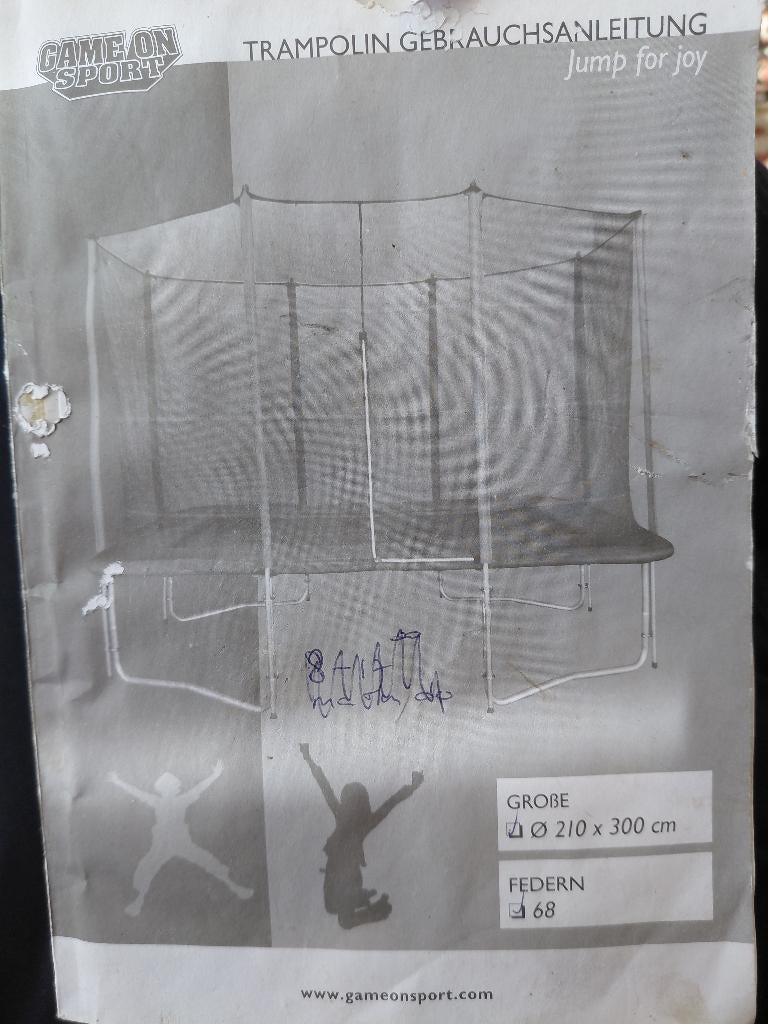 GAME ON
SPORT
TRAMPOLIN GEBRAUCHSANLEITUNG
Jump for joy
GROßE
Ø 210 x 300 cm
FEDERN
68
www.gameonsport.com